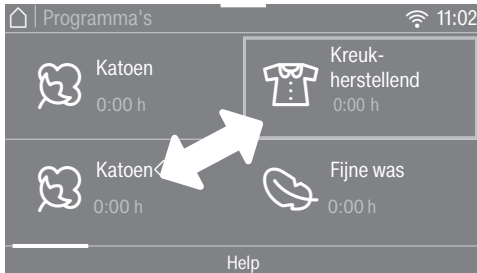 Programma's 11:02
Katoen
0:00 h
Kreuk-
herstellend
0:00 h
Katoen
0:00 h
Fijne was
0:00 h
Help